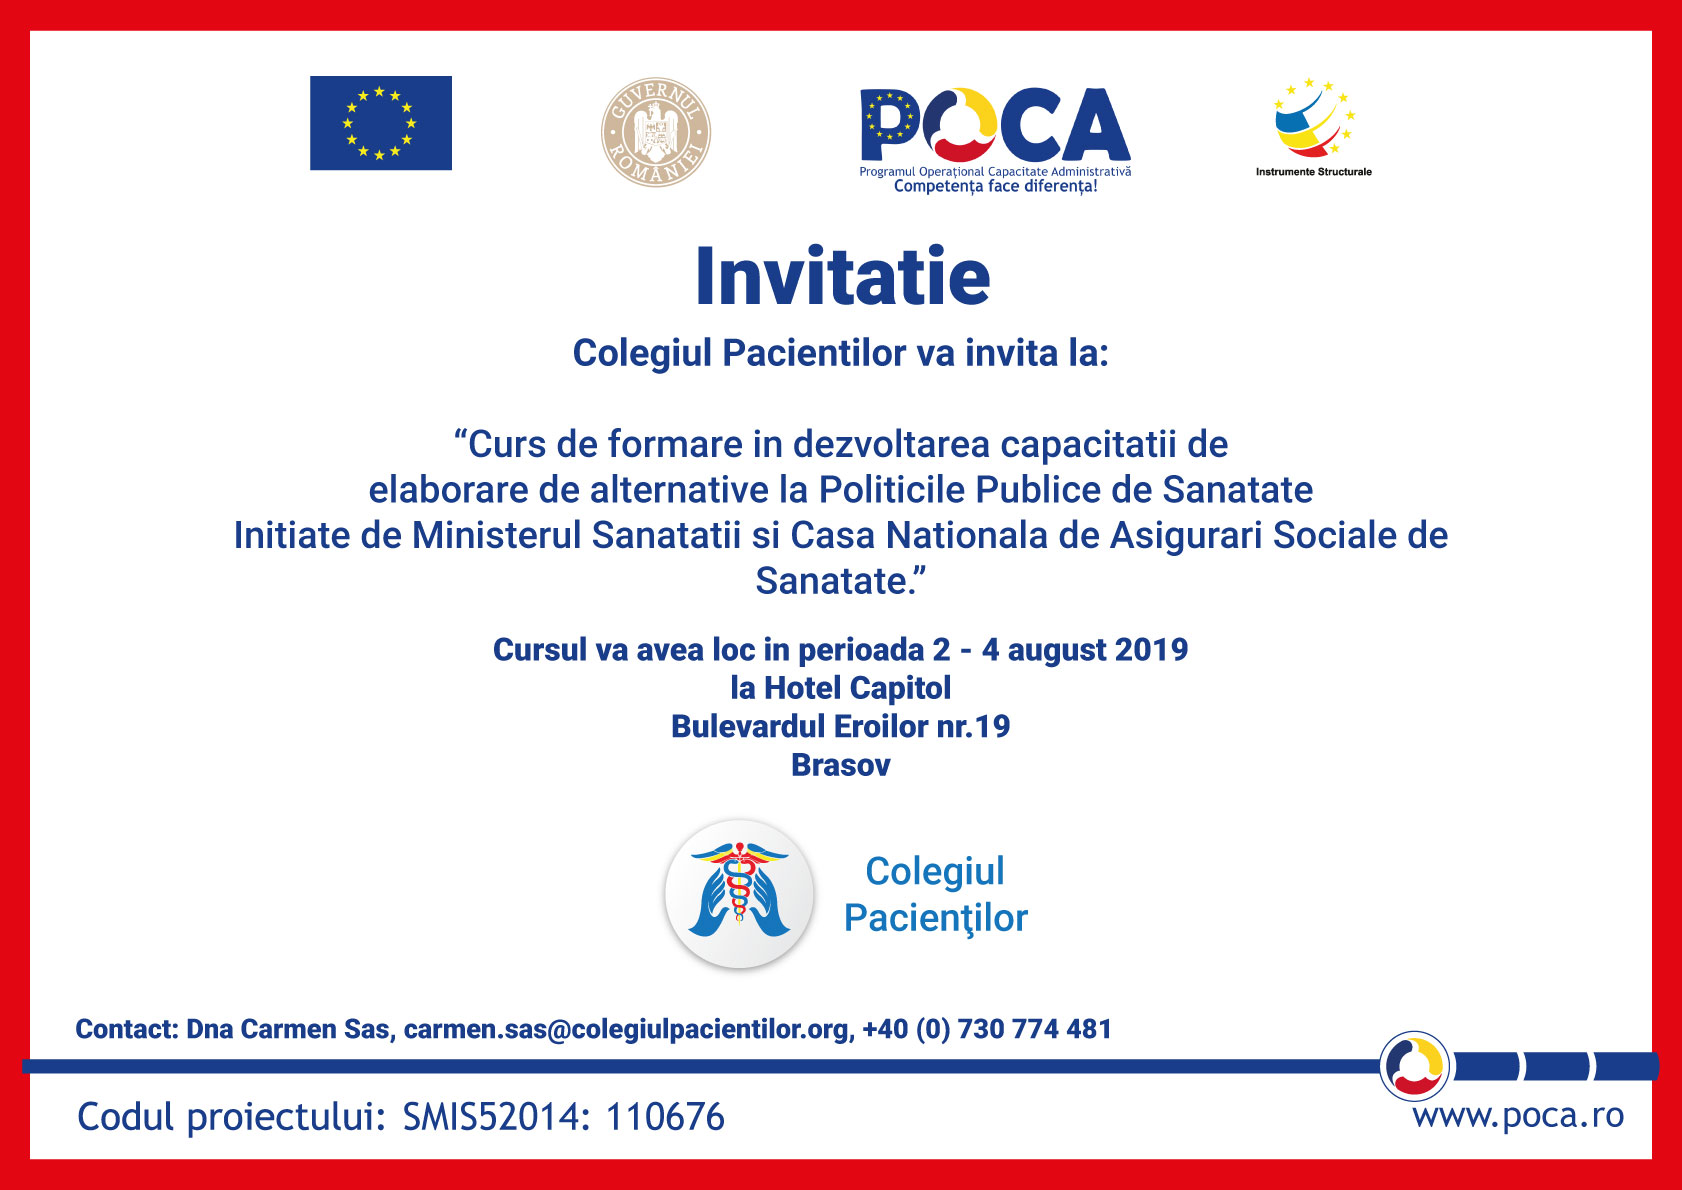 GUVERNUL ROMÂNIEI
POCA
Programul Operațional Capacitate Administrativă
Competența face diferența!
Instrumente Structurale
Invitatie
Colegiul Pacientilor va invita la:
“Curs de formare in dezvoltarea capacitatii de
elaborare de alternative la Politicile Publice de Sanatate
Initiate de Ministerul Sanatatii si Casa Nationala de Asigurari Sociale de
Sanatate.”
Cursul va avea loc in perioada 2 - 4 august 2019
la Hotel Capitol
Bulevardul Eroilor nr.19
Brasov
Colegiul
Pacienţilor
Contact: Dna Carmen Sas, carmen.sas@colegiulpacientilor.org, +40 (0) 730 774 481
Codul proiectului: SMIS52014: 110676
www.poca.ro